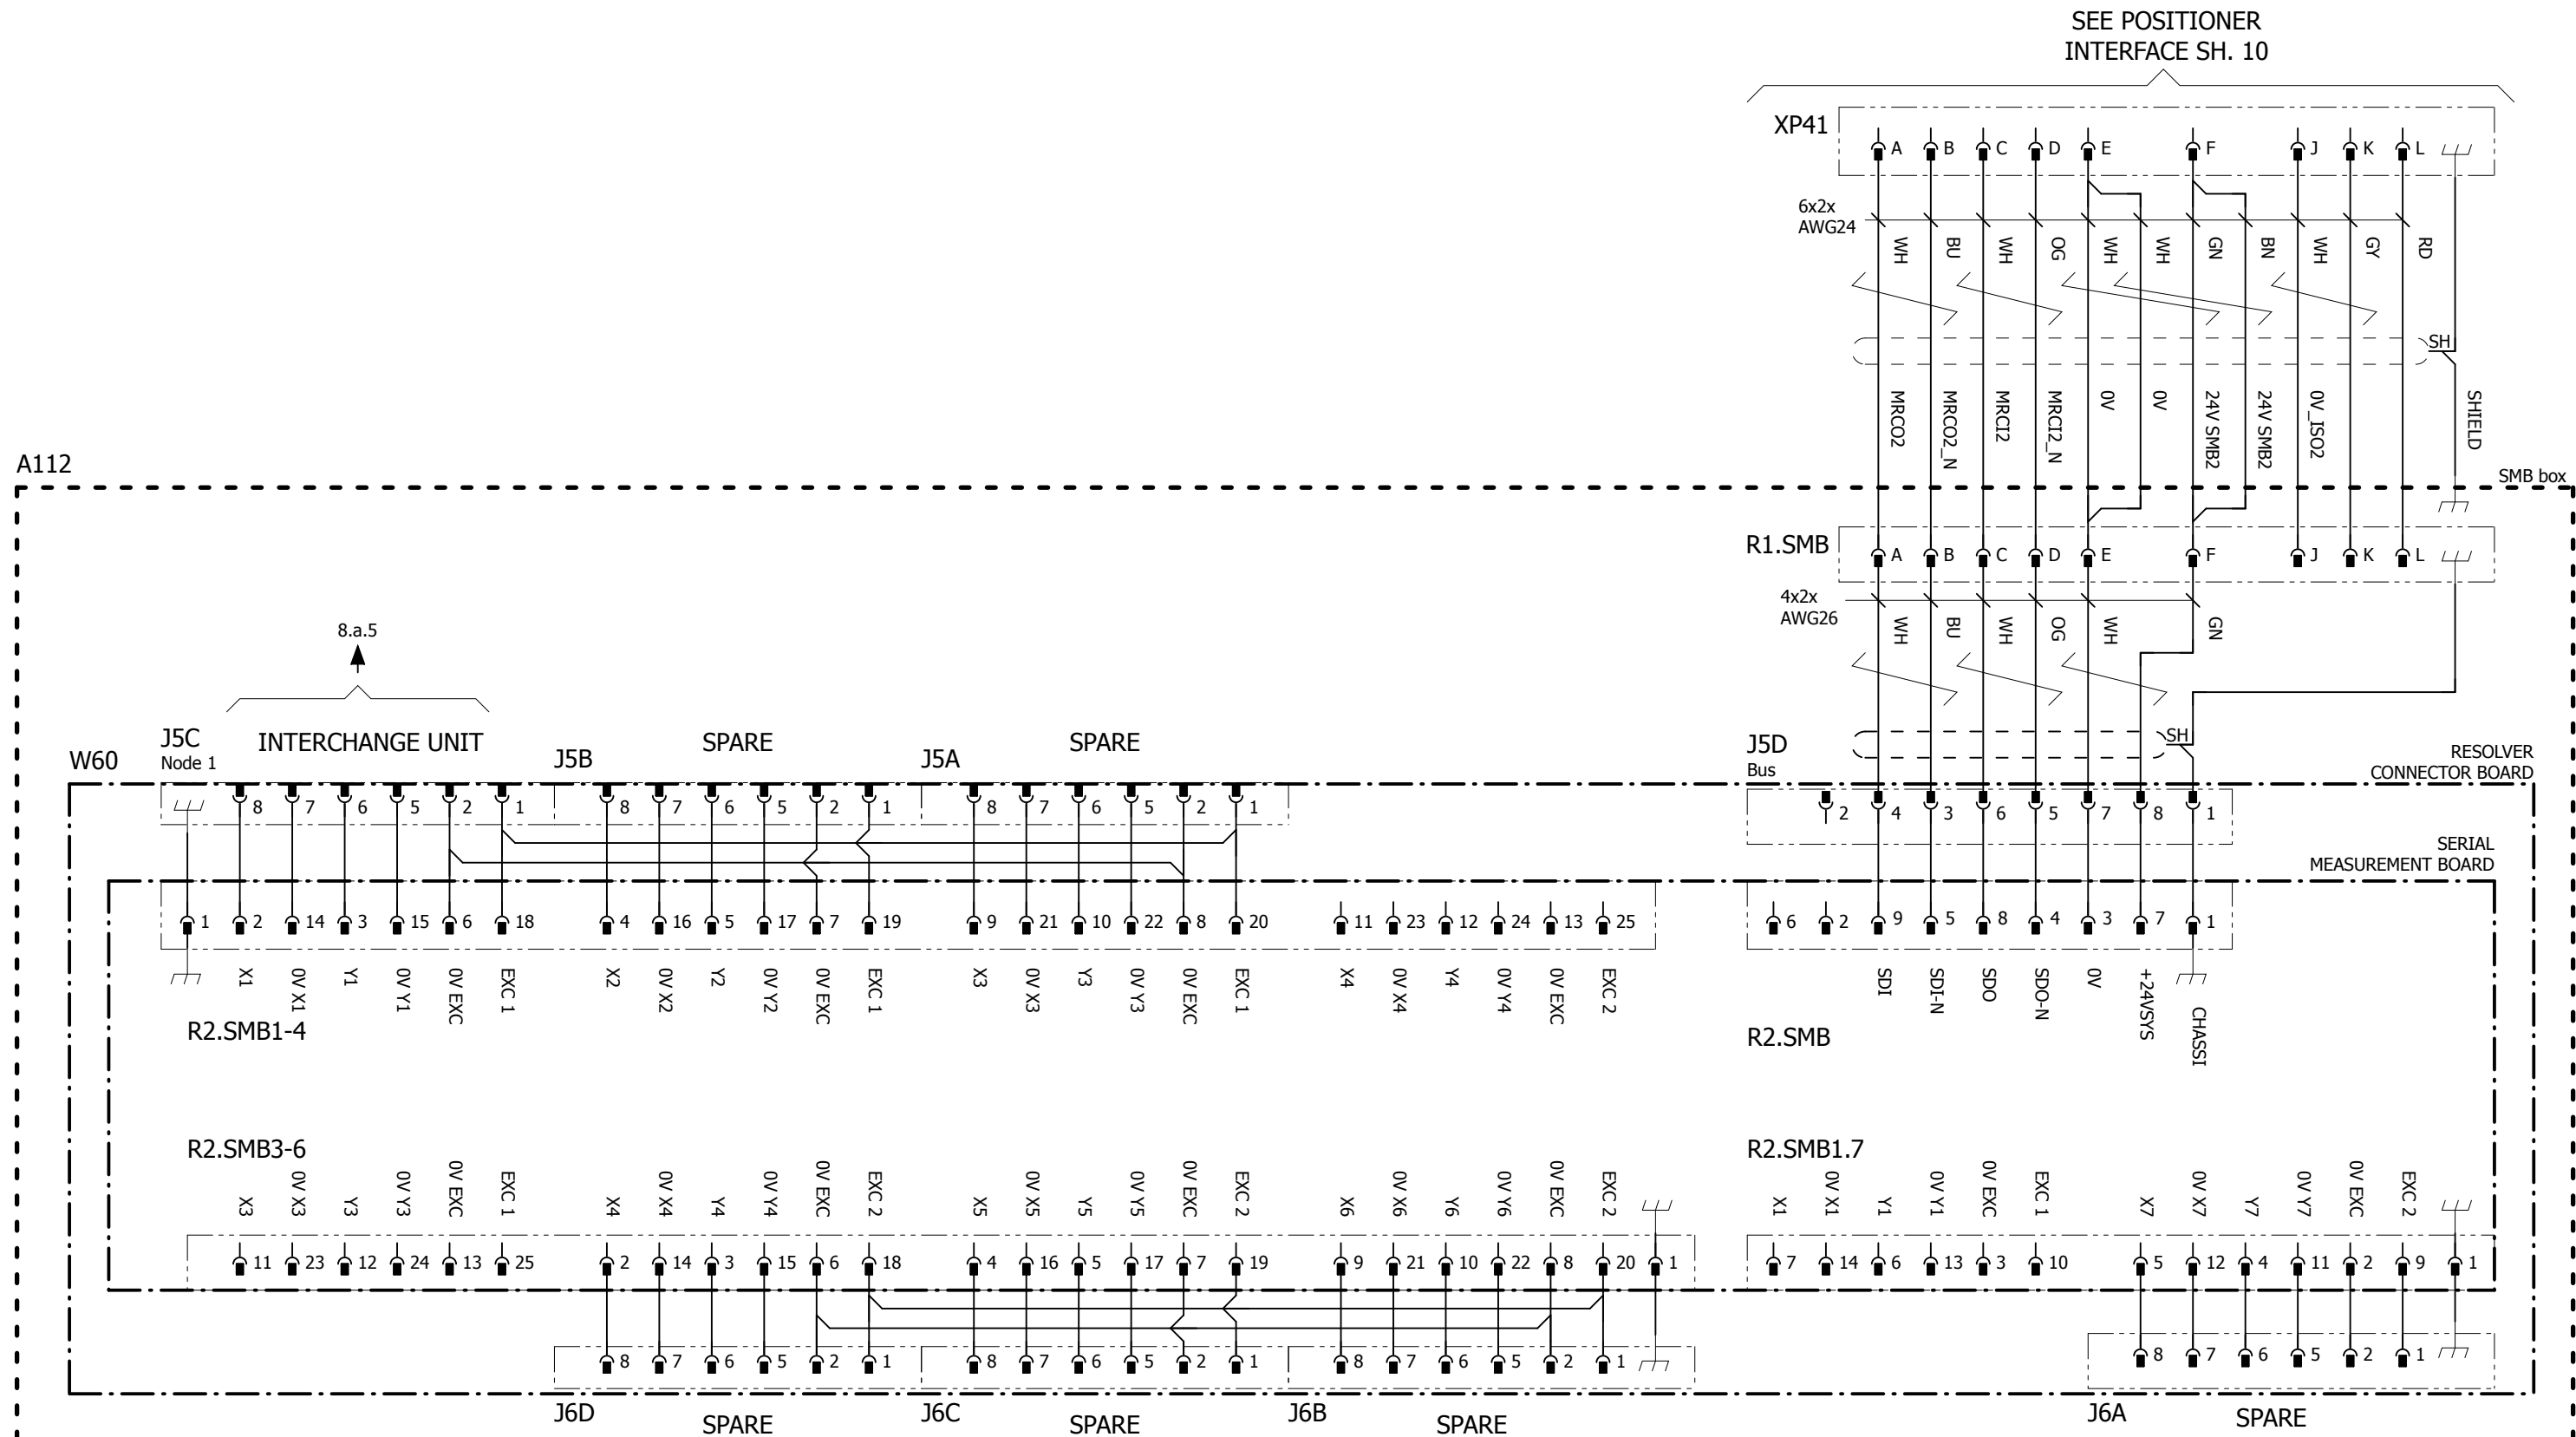 SEE POSITIONER
INTERFACE SH. 10
XP41
A B C D E F J K L
6x2x
AWG24
WH BU WH OG WH WH GN BN WH GY RD
SH
MRCO2 MRCO2_N MRCI2 MRCI2_N 0V 0V 24V SMB2 24V SMB2 0V_ISO2 SHIELD
A112
SMB box
R1.SMB
A B C D E F J K L
4x2x
AWG26
WH BU WH OG WH GN
8.a.5
SH
W60
J5C
Node 1
INTERCHANGE UNIT
J5B
SPARE
J5A
SPARE
J5D
Bus
RESOLVER
CONNECTOR BOARD
8 7 6 5 2 1 8 7 6 5 2 1 8 7 6 5 2 1
2 4 3 6 5 7 8 1
SERIAL
MEASUREMENT BOARD
1 2 14 3 15 6 18 4 16 5 17 7 19 9 21 10 22 8 20 11 23 12 24 13 25
6 2 9 5 8 4 3 7 1
X1 0V X1 Y1 0V Y1 0V EXC EXC 1 X2 0V X2 Y2 0V Y2 0V EXC EXC 1 X3 0V X3 Y3 0V Y3 0V EXC EXC 1 X4 0V X4 Y4 0V Y4 0V EXC EXC 2
SDI SDI-N SDO SDO-N 0V +24VSYS CHASSI
R2.SMB1-4
R2.SMB
R2.SMB3-6
R2.SMB1.7
X3 0V X3 Y3 0V Y3 0V EXC EXC 1 X4 0V X4 Y4 0V Y4 0V EXC EXC 2 X5 0V X5 Y5 0V Y5 0V EXC EXC 2 X6 0V X6 Y6 0V Y6 0V EXC EXC 2
X1 0V X1 Y1 0V Y1 0V EXC EXC 1 X7 0V X7 Y7 0V Y7 0V EXC EXC 2
11 23 12 24 13 25 2 14 3 15 6 18 4 16 5 17 7 19 9 21 10 22 8 20 1
7 14 6 13 3 10 5 12 4 11 2 9 1
8 7 6 5 2 1 8 7 6 5 2 1 8 7 6 5 2 1
8 7 6 5 2 1
J6D
SPARE
J6C
SPARE
J6B
SPARE
J6A
SPARE